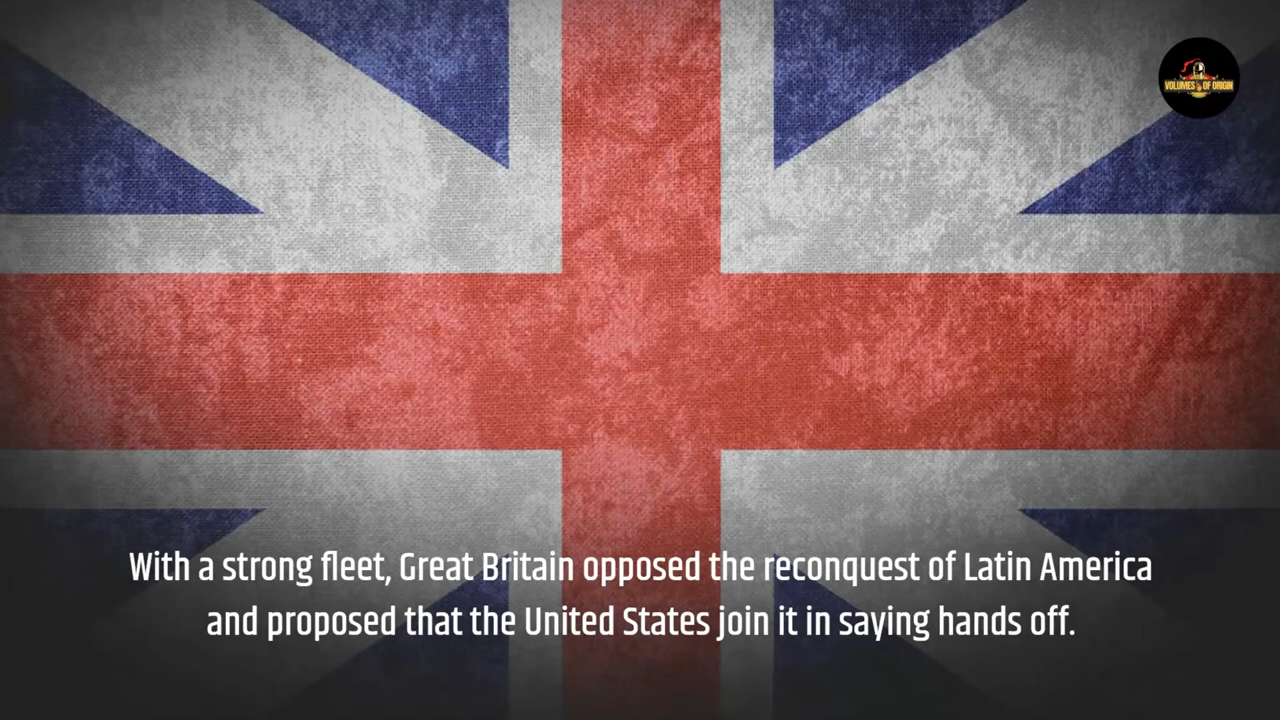 VOLUMES OF ORIGIN
With a strong fleet, Great Britain opposed the reconquest of Latin America
and proposed that the United States join it in saying hands off.